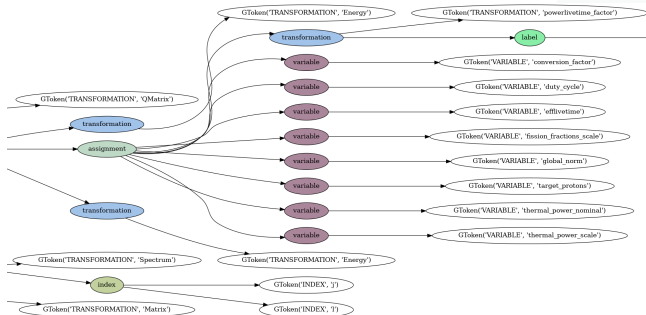 GToken('TRANSFORMATION', 'Energy')
GToken('TRANSFORMATION', 'powerlivetime_factor')
transformation
label
variable
GToken('VARIABLE', 'conversion_factor')
variable
GToken('VARIABLE', 'duty_cycle')
GToken('TRANSFORMATION', 'QMatrix')
variable
GToken('VARIABLE', 'efflivetime')
transformation
variable
GToken('VARIABLE', 'fission_fractions_scale')
assignment
variable
GToken('VARIABLE', 'global_norm')
variable
GToken('VARIABLE', 'target_protons')
transformation
variable
GToken('VARIABLE', 'thermal_power_nominal')
variable
GToken('VARIABLE', 'thermal_power_scale')
GToken('TRANSFORMATION', 'Spectrum')
GToken('TRANSFORMATION', 'Energy')
index
GToken('INDEX', 'j')
GToken('TRANSFORMATION', 'Matrix')
GToken('INDEX', 'l')